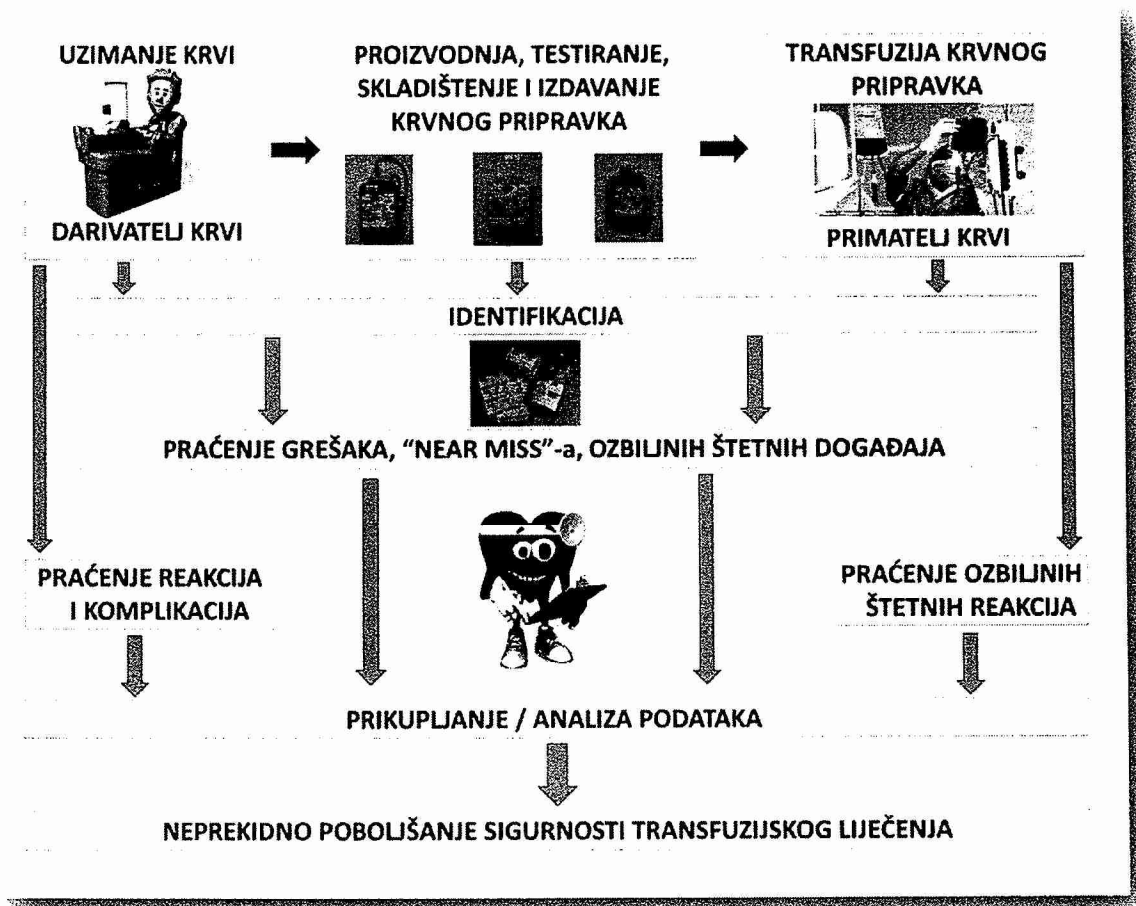 UZIMANJE KRVI
DARIVATELJ KRVI
PROIZVODNJA, TESTIRANJE,
SKLADIŠTENJE I IZDAVANJE
KRVNOG PRIPRAVKA
TRANSFUZIJA KRVNOG
PRIPRAVKA
PRIMATELJ KRVI
IDENTIFIKACIJA
PRAĆENJE GREŠAKA, “NEAR MISS”-a, OZBILJNIH ŠTETNIH DOGAĐAJA
PRAĆENJE REAKCIJA
I KOMPLIKACIJA
PRAĆENJE OZBILJNIH
ŠTETNIH REAKCIJA
PRIKUPLJANJE / ANALIZA PODATAKA
NEPREKIDNO POBOLJŠANJE SIGURNOSTI TRANSFUZIJSKOG LIJEČENJA